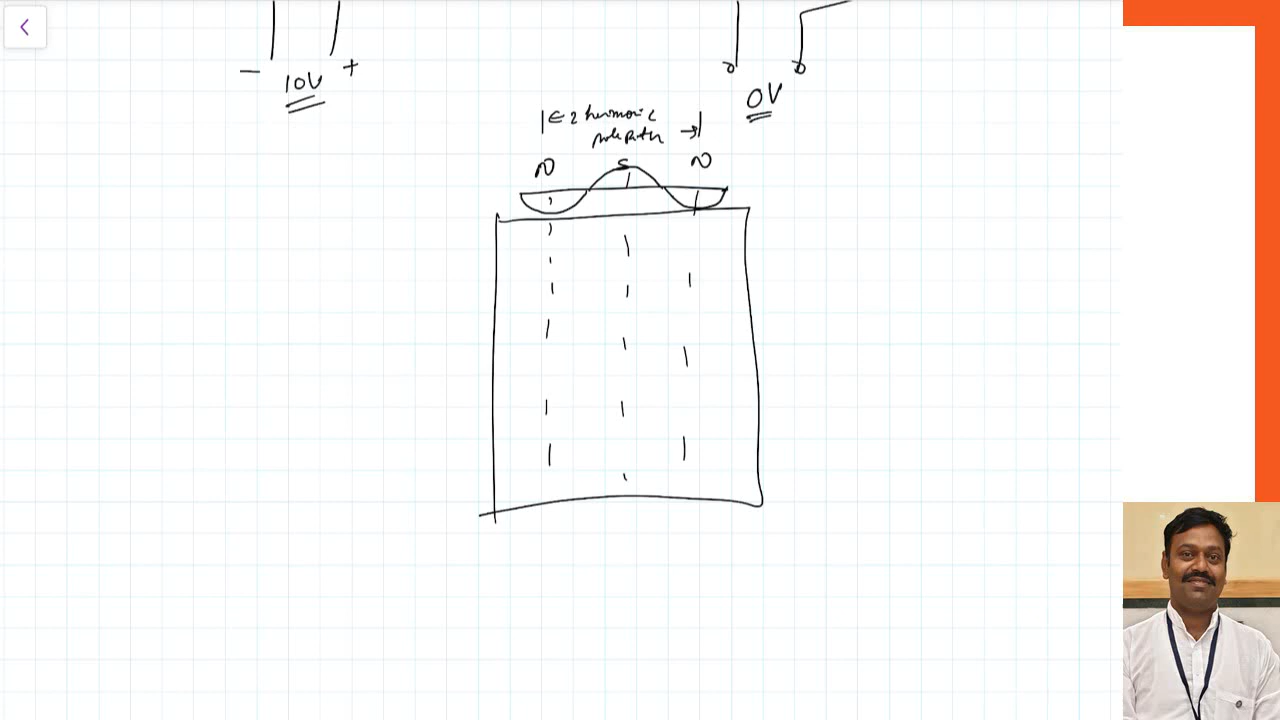 - 10V +
0V
|← 2 harmonic
pole pitch →|
N S N